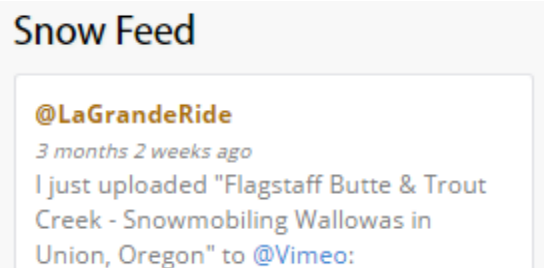 Snow Feed
@LaGrandeRide
3 months 2 weeks ago
I just uploaded "Flagstaff Butte & Trout
Creek - Snowmobiling Wallowas in
Union, Oregon" to @Vimeo: